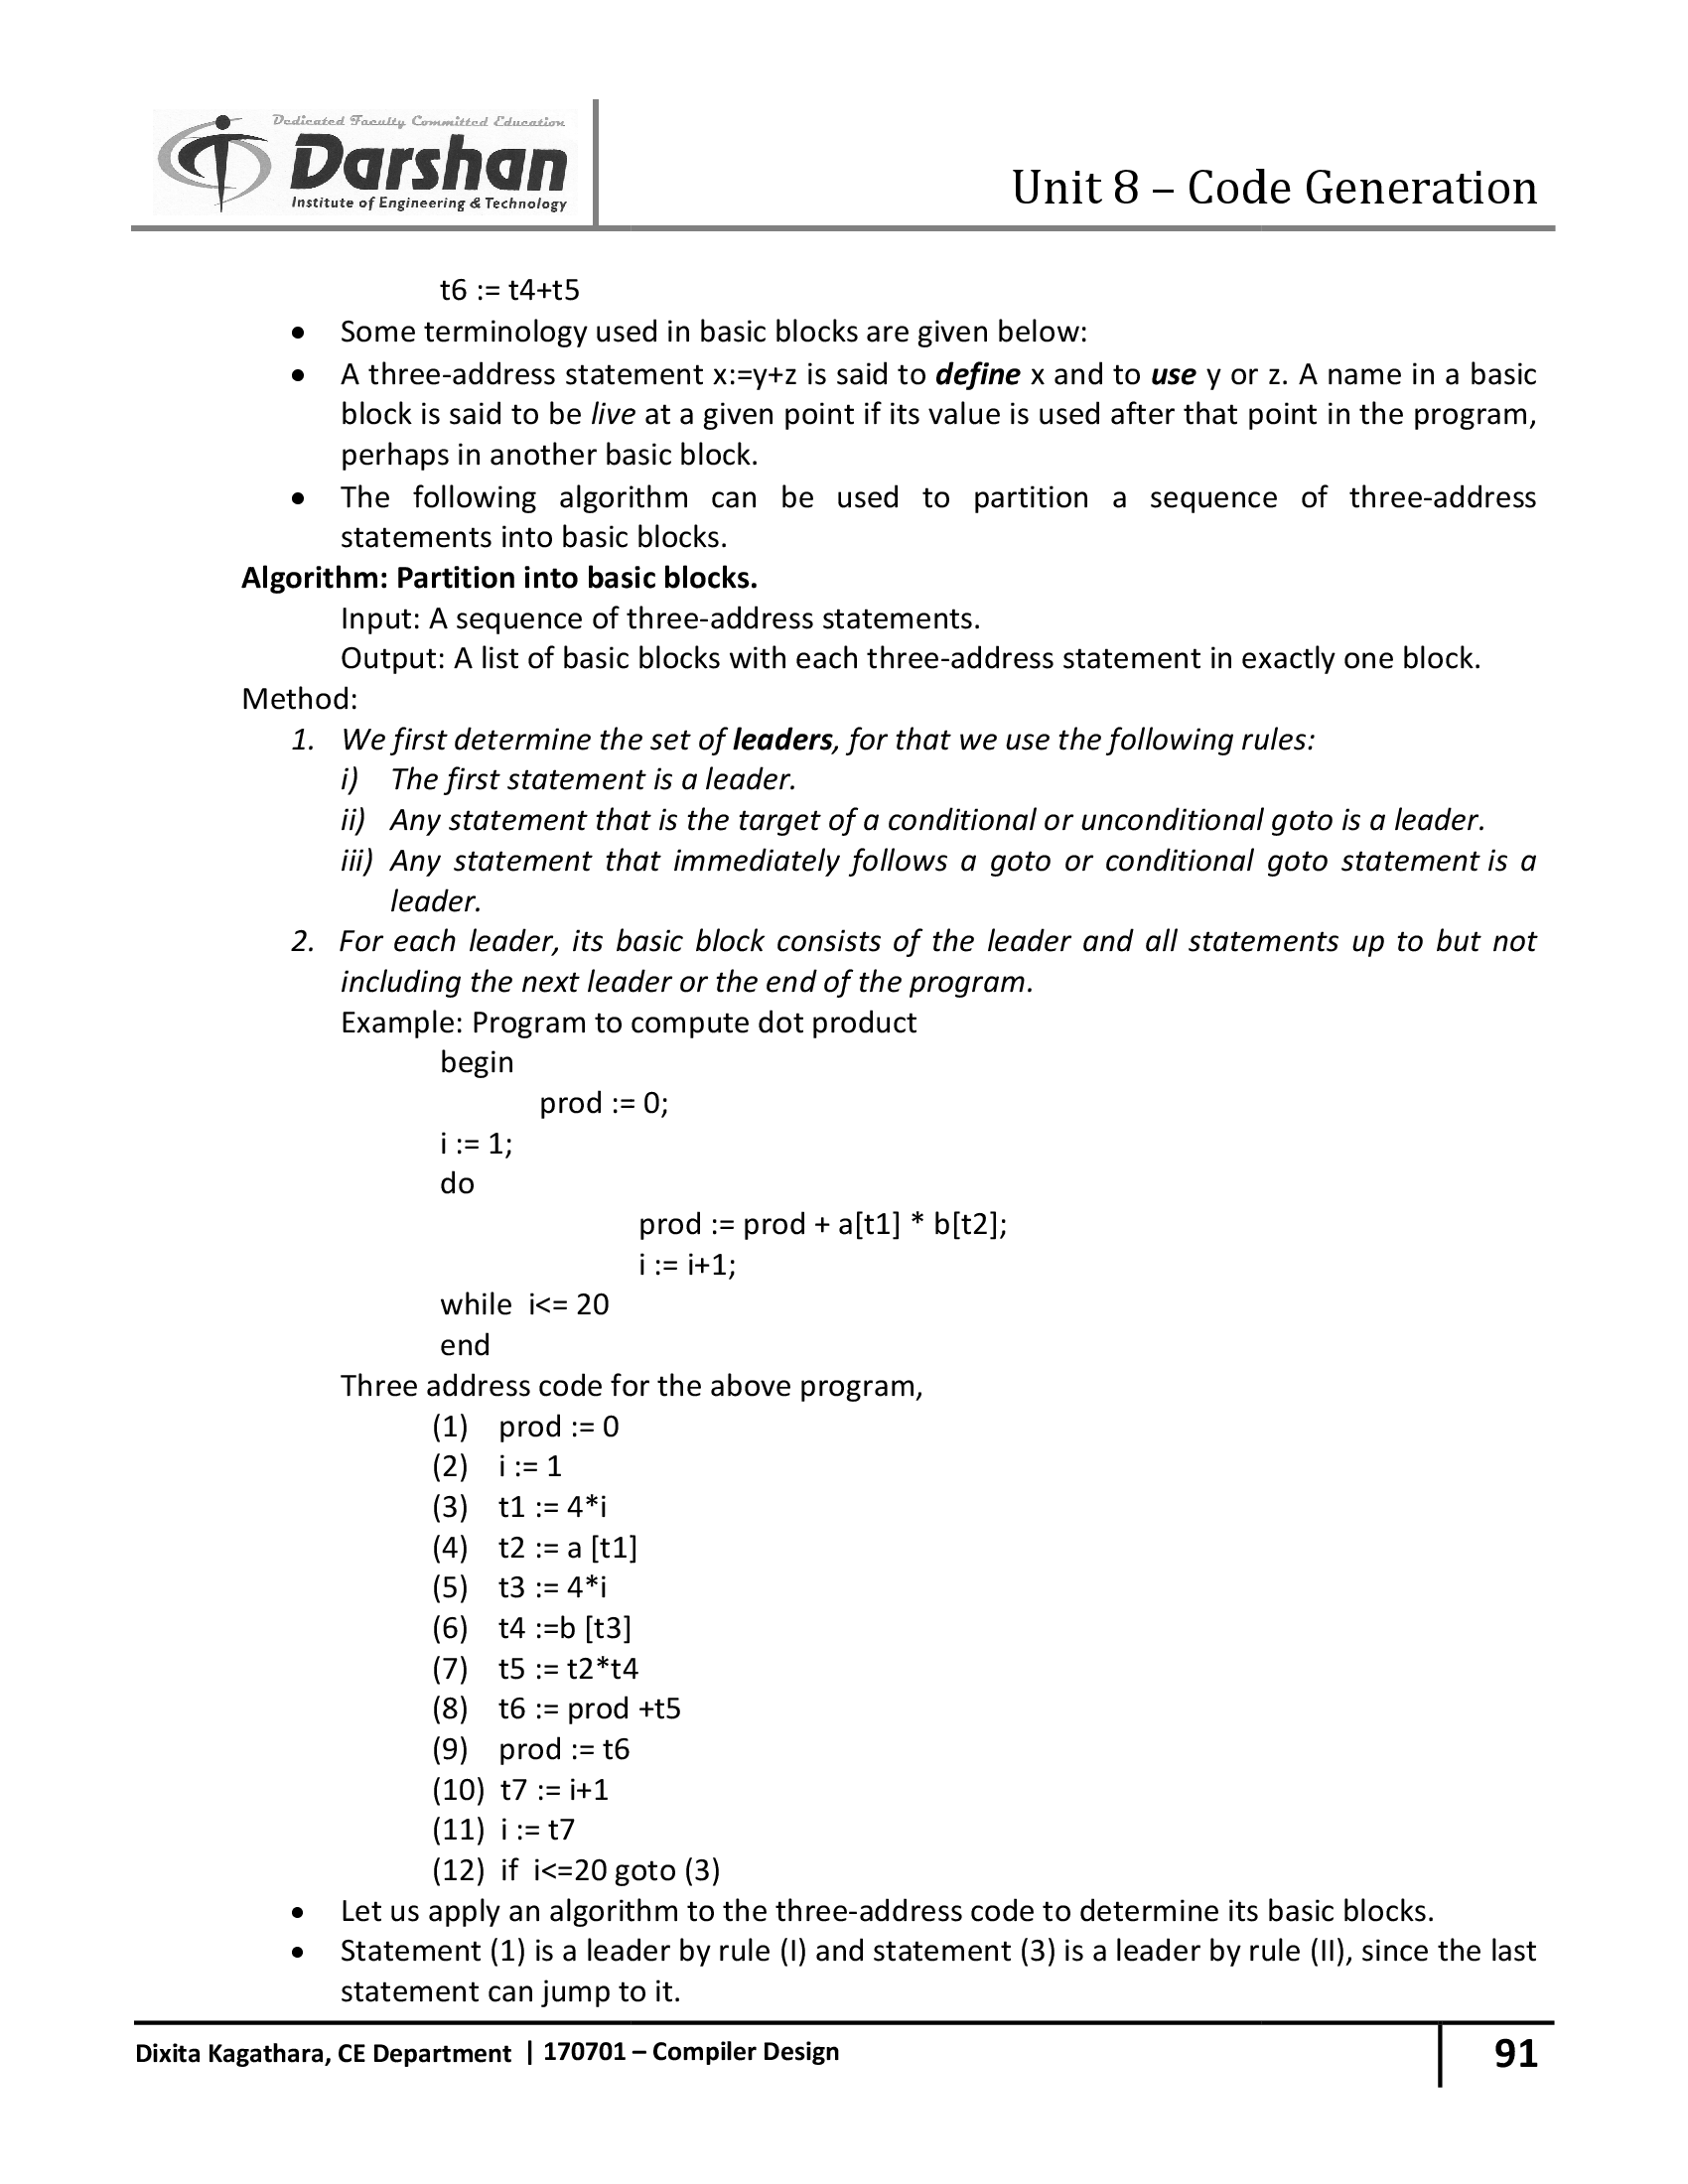 Dedicated Faculty Committed Education
Darshan
Institute of Engineering & Technology
Unit 8 – Code Generation
t6 := t4+t5
• Some terminology used in basic blocks are given below:
• A three-address statement x:=y+z is said to define x and to use y or z. A name in a basic
block is said to be live at a given point if its value is used after that point in the program,
perhaps in another basic block.
• The following algorithm can be used to partition a sequence of three-address
statements into basic blocks.
Algorithm: Partition into basic blocks.
Input: A sequence of three-address statements.
Output: A list of basic blocks with each three-address statement in exactly one block.
Method:
1. We first determine the set of leaders, for that we use the following rules:
i) The first statement is a leader.
ii) Any statement that is the target of a conditional or unconditional goto is a leader.
iii) Any statement that immediately follows a goto or conditional goto statement is a
leader.
2. For each leader, its basic block consists of the leader and all statements up to but not
including the next leader or the end of the program.
Example: Program to compute dot product
begin
prod := 0;
i := 1;
do
prod := prod + a[t1] * b[t2];
i := i+1;
while i<= 20
end
Three address code for the above program,
(1) prod := 0
(2) i := 1
(3) t1 := 4*i
(4) t2 := a [t1]
(5) t3 := 4*i
(6) t4 :=b [t3]
(7) t5 := t2*t4
(8) t6 := prod +t5
(9) prod := t6
(10) t7 := i+1
(11) i := t7
(12) if i<=20 goto (3)
• Let us apply an algorithm to the three-address code to determine its basic blocks.
• Statement (1) is a leader by rule (I) and statement (3) is a leader by rule (II), since the last
statement can jump to it.
Dixita Kagathara, CE Department | 170701 – Compiler Design
91